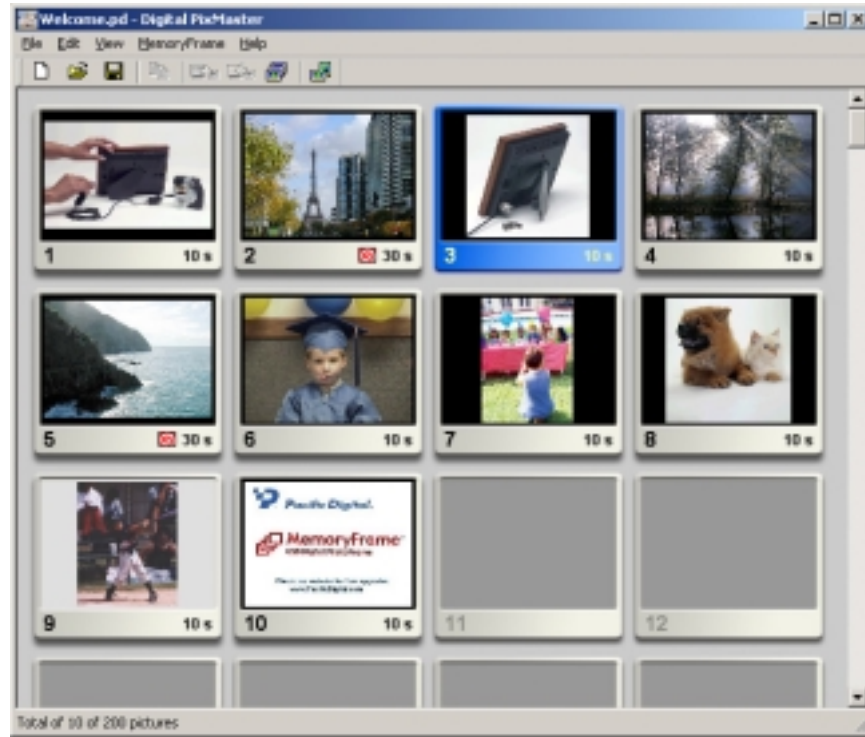 Welcome.pd - Digital PixMaster
File Edit View MemoryFrame Help
1 10 s
2 30 s
3 10 s
4 10 s
5 30 s
6 10 s
7 10 s
8 10 s
Pacific Digital.
MemoryFrame
9 10 s
10 10 s
11
12
Total of 10 of 200 pictures